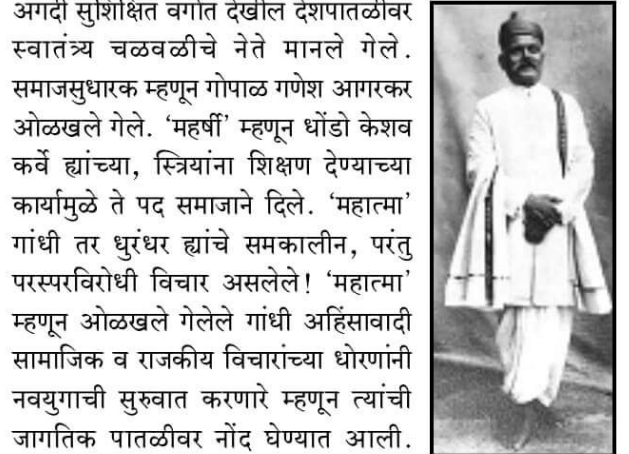 अगदी सुशिक्षित वर्गात देखील देशपातळीवर
स्वातंत्र्य चळवळीचे नेते मानले गेले.
समाजसुधारक म्हणून गोपाळ गणेश आगरकर
ओळखले गेले. ‘महर्षी’ म्हणून धोंडो केशव
कर्वे ह्यांच्या, स्त्रियांना शिक्षण देण्याच्या
कार्यामुळे ते पद समाजाने दिले. ‘महात्मा’
गांधी तर धुरंधर ह्यांचे समकालीन, परंतु
परस्परविरोधी विचार असलेले! ‘महात्मा’
म्हणून ओळखले गेलेले गांधी अहिंसावादी
सामाजिक व राजकीय विचारांच्या धोरणांनी
नवयुगाची सुरुवात करणारे म्हणून त्यांची
जागतिक पातळीवर नोंद घेण्यात आली.